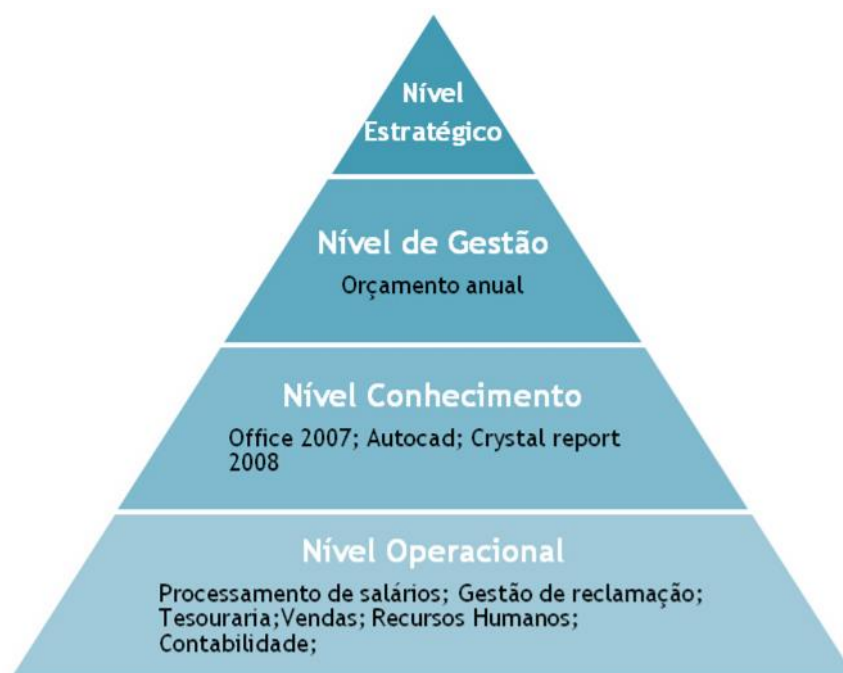 Nível
Estratégico
Nível de Gestão
Orçamento anual
Nível Conhecimento
Office 2007; Autocad; Crystal report
2008
Nível Operacional
Processamento de salários; Gestão de reclamação;
Tesouraria;Vendas; Recursos Humanos;
Contabilidade;